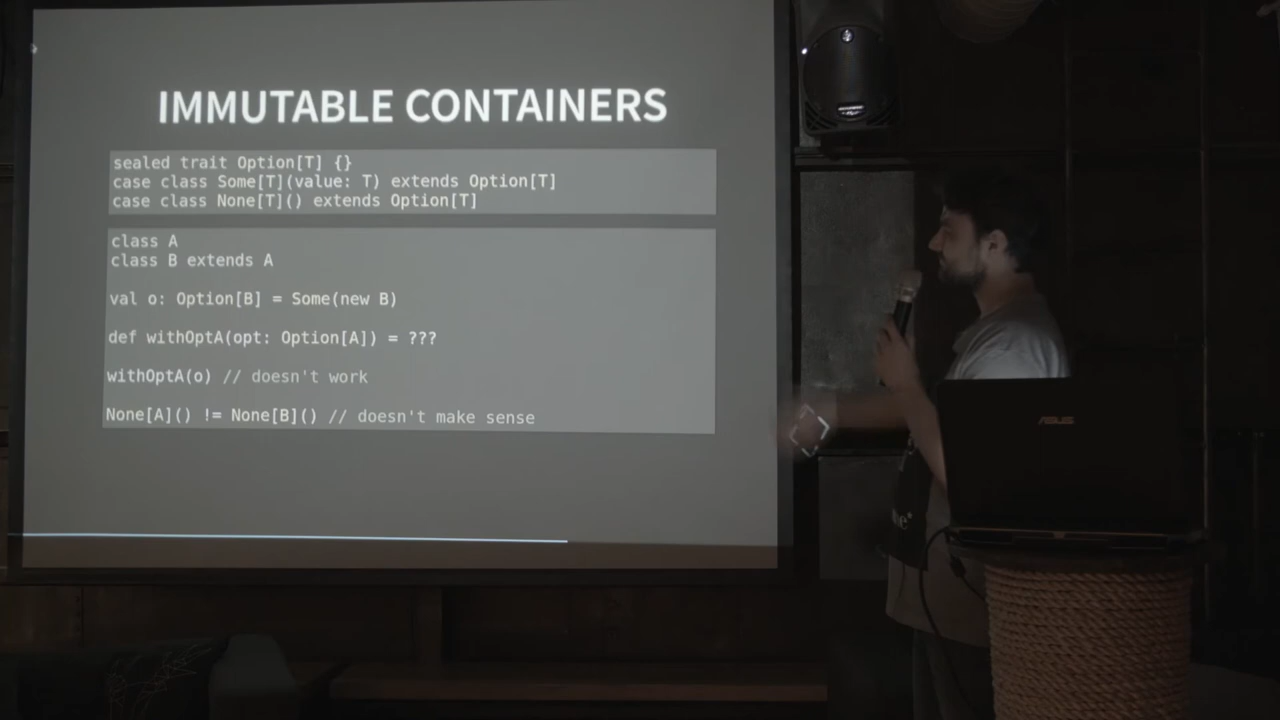 IMMUTABLE CONTAINERS
sealed trait Option[T] {}
case class Some[T](value: T) extends Option[T]
case class None[T]() extends Option[T]
class A
class B extends A
val o: Option[B] = Some(new B)
def withOptA(opt: Option[A]) = ???
withOptA(o) // doesn't work
None[A]() != None[B]() // doesn't make sense
ASUS